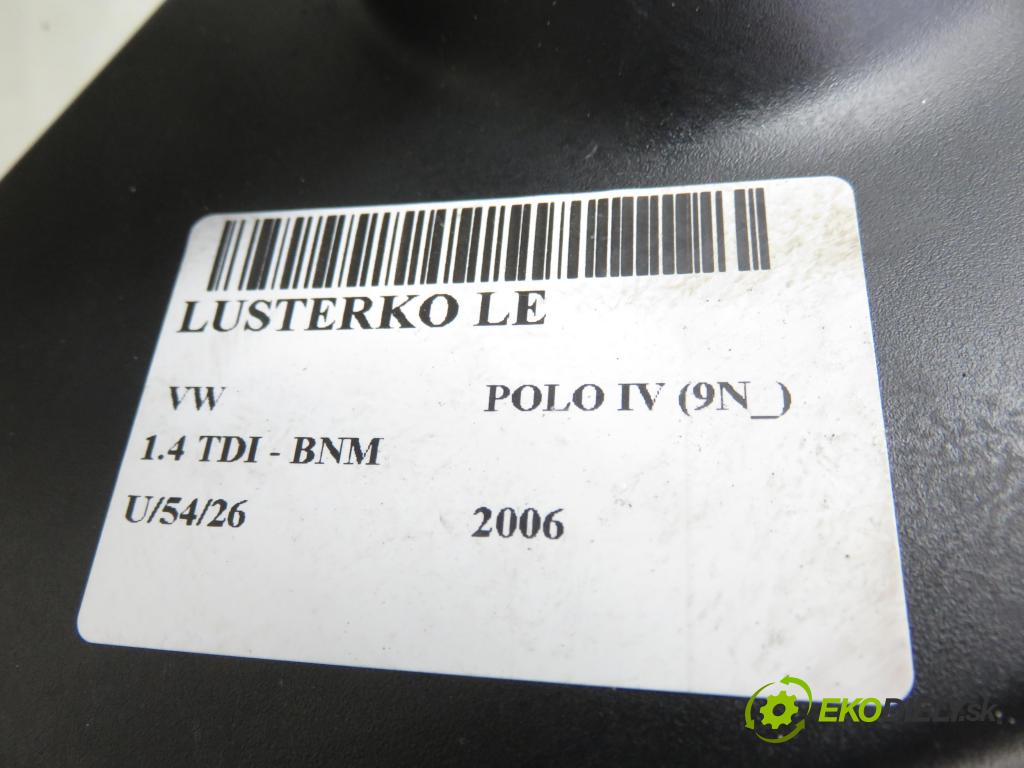 LUSTERKO LE
VW POLO IV (9N_)
1.4 TDI - BNM
U/54/26 2006
EKODIELY.sk